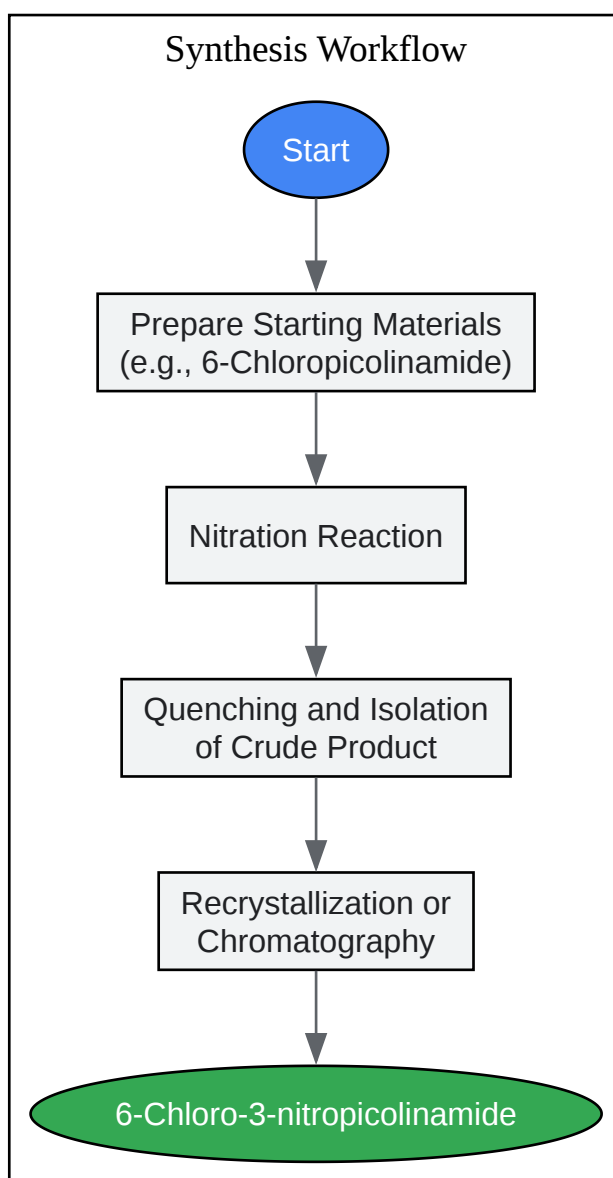 Synthesis Workflow
Start
Prepare Starting Materials
(e.g., 6-Chloropicolinamide)
Nitration Reaction
Quenching and Isolation
of Crude Product
Recrystallization or
Chromatography
6-Chloro-3-nitropicolinamide